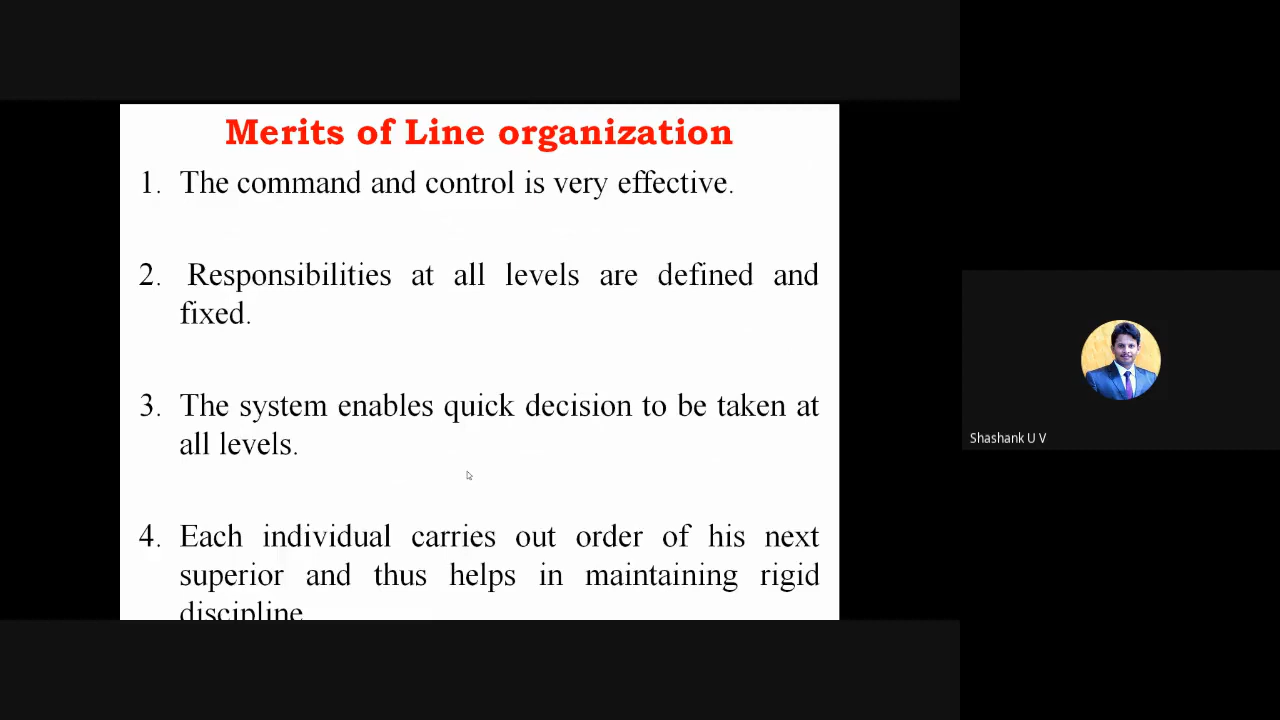 Merits of Line organization
1. The command and control is very effective.
2. Responsibilities at all levels are defined and
fixed.
3. The system enables quick decision to be taken at
all levels.
4. Each individual carries out order of his next
superior and thus helps in maintaining rigid
discipline
Shashank U V